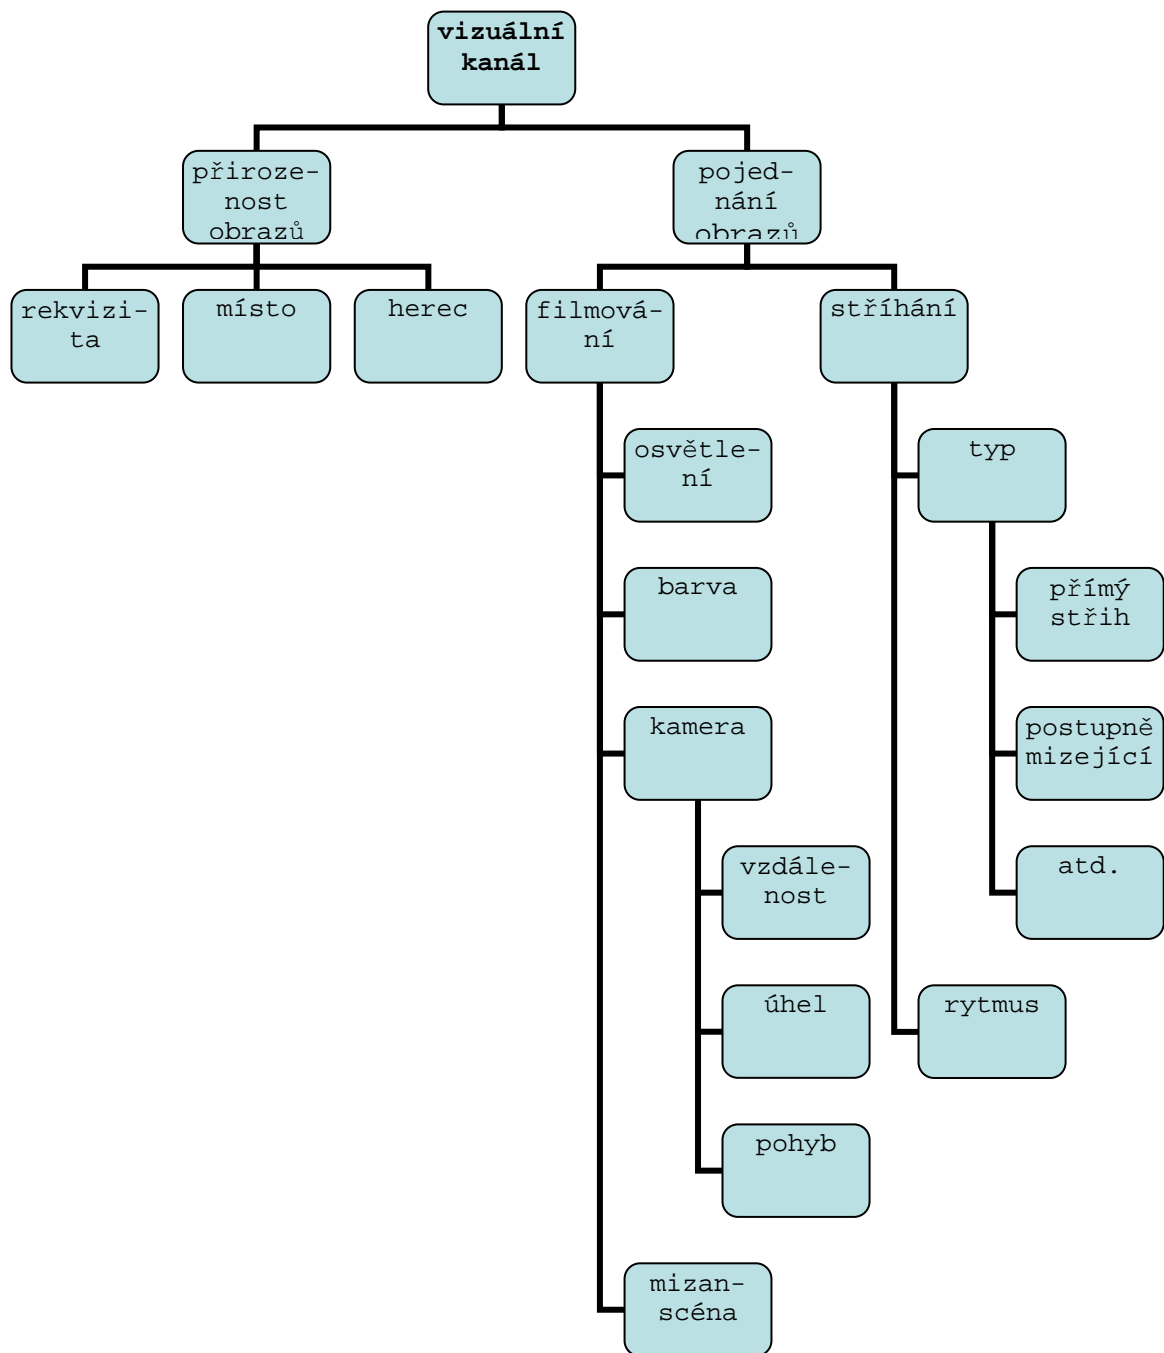 vizuální
kanál
přiroze-
nost
obrazů
pojed-
nání
obrazů
rekvizi-
ta
místo
herec
filmová-
ní
stříhání
osvětle-
ní
typ
barva
přímý
střih
kamera
postupně
mizející
vzdále-
nost
atd.
úhel
rytmus
pohyb
mizan-
scéna